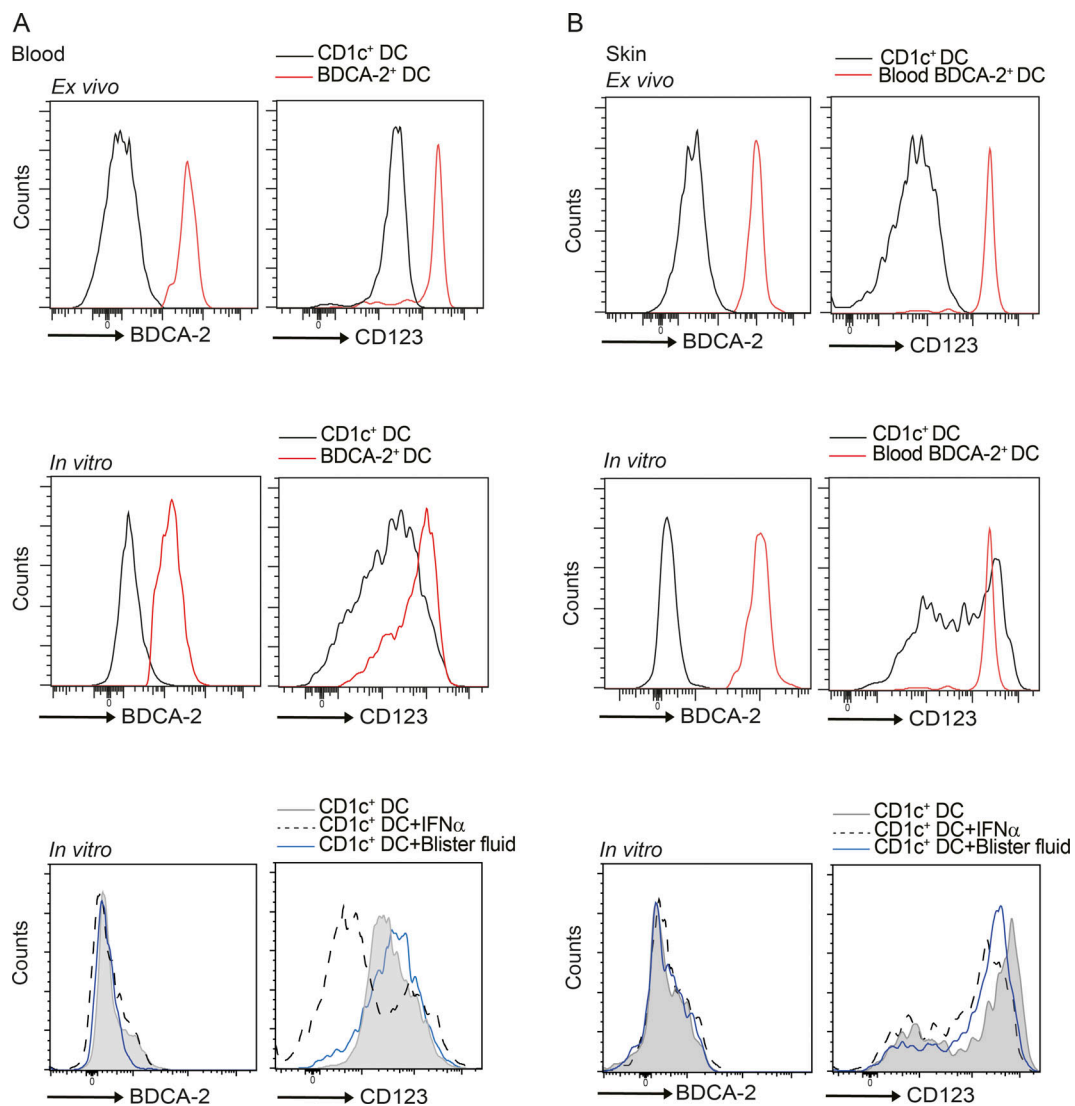 A
Blood
Ex vivo
CD1c⁺ DC
BDCA-2⁺ DC
Counts
0
BDCA-2
0
CD123
In vitro
CD1c⁺ DC
BDCA-2⁺ DC
Counts
0
BDCA-2
0
CD123
In vitro
CD1c⁺ DC
CD1c⁺ DC+IFNα
CD1c⁺ DC+Blister fluid
Counts
0
BDCA-2
0
CD123
B
Skin
Ex vivo
CD1c⁺ DC
Blood BDCA-2⁺ DC
Counts
0
BDCA-2
0
CD123
In vitro
CD1c⁺ DC
Blood BDCA-2⁺ DC
Counts
0
BDCA-2
0
CD123
In vitro
CD1c⁺ DC
CD1c⁺ DC+IFNα
CD1c⁺ DC+Blister fluid
Counts
0
BDCA-2
0
CD123